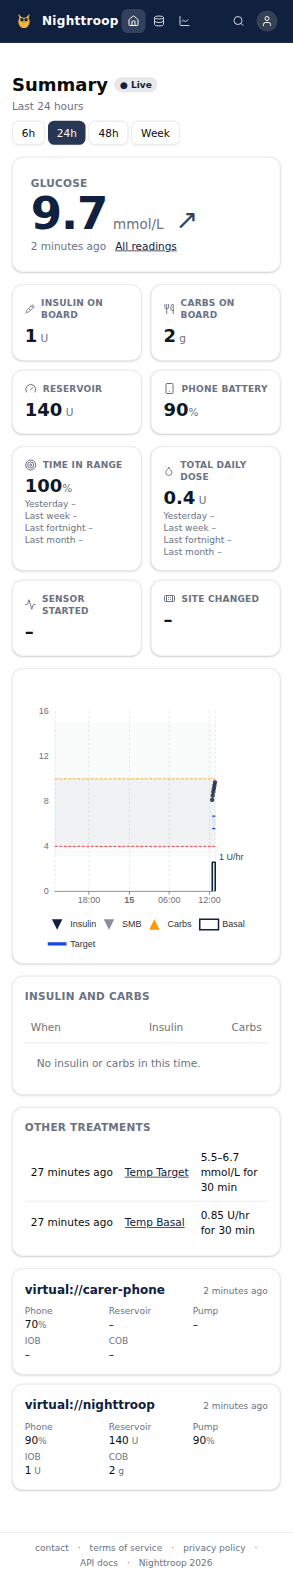 Nighttroop
Summary ● Live
Last 24 hours
6h 24h 48h Week
GLUCOSE
9.7 mmol/L ↗
2 minutes ago All readings
INSULIN ON BOARD
1 U
CARBS ON BOARD
2 g
RESERVOIR
140 U
PHONE BATTERY
90%
TIME IN RANGE
100%
Yesterday –
Last week –
Last fortnight –
Last month –
TOTAL DAILY DOSE
0.4 U
Yesterday –
Last week –
Last fortnight –
Last month –
SENSOR STARTED
–
SITE CHANGED
–
16
12
8
4
0
1 U/hr
18:00 15 06:00 12:00
Insulin SMB Carbs Basal
Target
INSULIN AND CARBS
When Insulin Carbs
No insulin or carbs in this time.
OTHER TREATMENTS
27 minutes ago Temp Target 5.5–6.7 mmol/L for 30 min
27 minutes ago Temp Basal 0.85 U/hr for 30 min
virtual://carer-phone 2 minutes ago
Phone Reservoir Pump
70% – –
IOB COB
– –
virtual://nighttroop 2 minutes ago
Phone Reservoir Pump
90% 140 U 90%
IOB COB
1 U 2 g
contact · terms of service · privacy policy ·
API docs · Nighttroop 2026